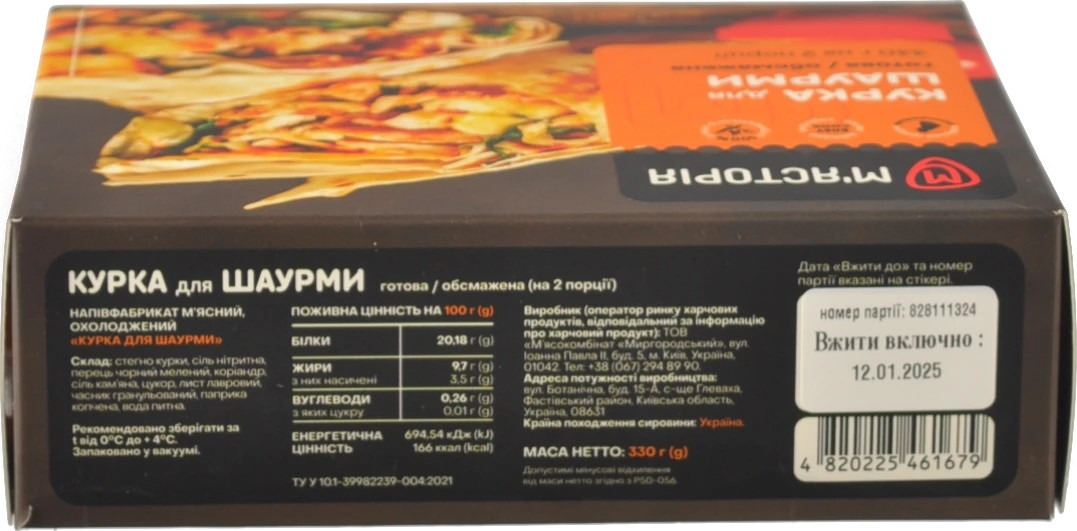 330 г на 2 порції
готова / обсмажена
КУРКА для
ШАУРМИ
М'ЯСТОРІЯ
КУРКА для ШАУРМИ готова / обсмажена (на 2 порції)
НАПІВФАБРИКАТ М'ЯСНИЙ,
ОХОЛОДЖЕНИЙ
«КУРКА ДЛЯ ШАУРМИ»
Склад: стегно курки, сіль нітритна,
перець чорний мелений, коріандр,
сіль кам'яна, цукор, лист лавровий,
часник гранульований, паприка
копчена, вода питна.
Рекомендовано зберігати за
t від 0°C до + 4°C.
Запаковано у вакуумі.
ПОЖИВНА ЦІННІСТЬ НА 100 г (g)
БІЛКИ 20,18 г (g)
ЖИРИ 9,7 г (g)
з них насичені 3,5 г (g)
ВУГЛЕВОДИ 0,26 г (g)
з яких цукру 0,01 г (g)
ЕНЕРГЕТИЧНА 694,54 кДж (kJ)
ЦІННІСТЬ 166 ккал (kcal)
ТУ У 10.1-39982239-004:2021
Виробник (оператор ринку харчових
продуктів, відповідальний за інформацію
про харчовий продукт): ТОВ
«М'ясокомбінат «Миргородський», вул.
Іоанна Павла ІІ, буд. 5, м. Київ, Україна,
01042. Тел: +38 (067) 294 89 90.
Адреса потужності виробництва:
вул. Ботанічна, буд. 15-А, с-ще Глеваха,
Фастівський район, Київська область,
Україна, 08631
Країна походження сировини: Україна.
МАСА НЕТТО: 330 г (g)
Допустимі мінусові відхилення
від маси нетто згідно з Р50-056.
Дата «Вжити до» та номер
партії вказані на стікері.
номер партії: 828111324
Вжити включно :
12.01.2025
4 820225 461679